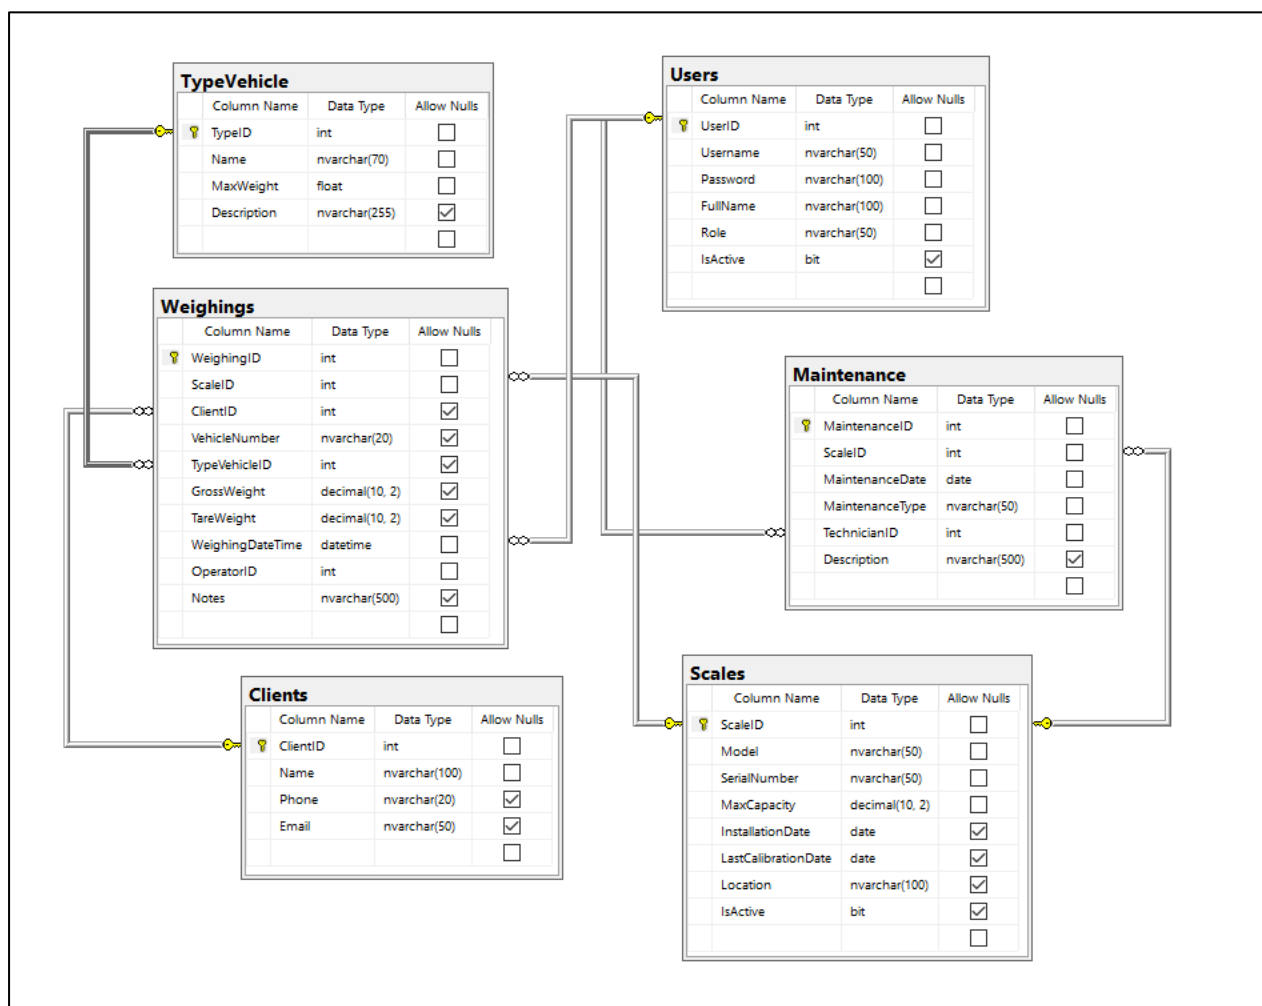 TypeVehicle
Column Name Data Type Allow Nulls
TypeID int
Name nvarchar(70)
MaxWeight float
Description nvarchar(255)
Users
Column Name Data Type Allow Nulls
UserID int
Username nvarchar(50)
Password nvarchar(100)
FullName nvarchar(100)
Role nvarchar(50)
IsActive bit
Weighings
Column Name Data Type Allow Nulls
WeighingID int
ScaleID int
ClientID int
VehicleNumber nvarchar(20)
TypeVehicleID int
GrossWeight decimal(10, 2)
TareWeight decimal(10, 2)
WeighingDateTime datetime
OperatorID int
Notes nvarchar(500)
Maintenance
Column Name Data Type Allow Nulls
MaintenanceID int
ScaleID int
MaintenanceDate date
MaintenanceType nvarchar(50)
TechnicianID int
Description nvarchar(500)
Clients
Column Name Data Type Allow Nulls
ClientID int
Name nvarchar(100)
Phone nvarchar(20)
Email nvarchar(50)
Scales
Column Name Data Type Allow Nulls
ScaleID int
Model nvarchar(50)
SerialNumber nvarchar(50)
MaxCapacity decimal(10, 2)
InstallationDate date
LastCalibrationDate date
Location nvarchar(100)
IsActive bit